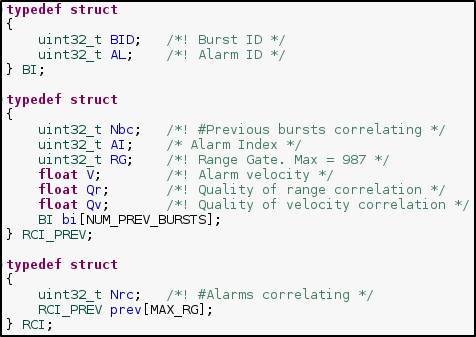 typedef struct
{
    uint32_t BID;   /*! Burst ID */
    uint32_t AL;    /*! Alarm ID */
} BI;

typedef struct
{
    uint32_t Nbc;   /*! #Previous bursts correlating */
    uint32_t AI;    /* Alarm Index */
    uint32_t RG;    /*! Range Gate. Max = 987 */
    float V;        /*! Alarm velocity */
    float Qr;       /*! Quality of range correlation */
    float Qv;       /*! Quality of velocity correlation */
    BI bi[NUM_PREV_BURSTS];
} RCI_PREV;

typedef struct
{
    uint32_t Nrc;   /*! #Alarms correlating */
    RCI_PREV prev[MAX_RG];
} RCI;